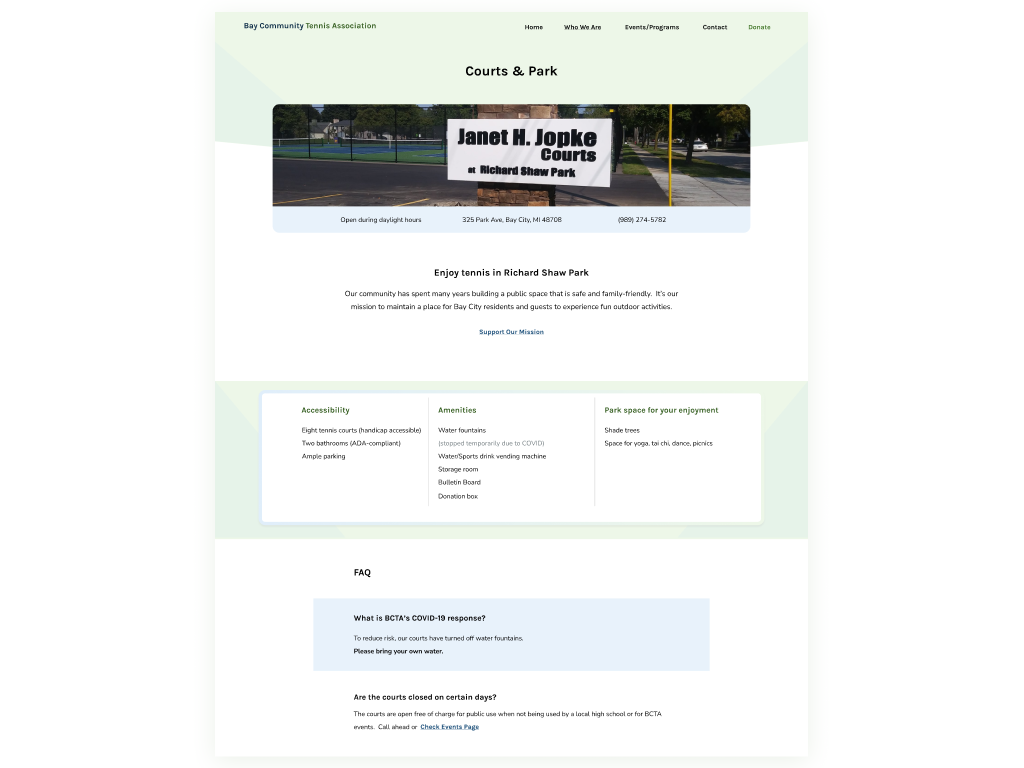 Bay Community Tennis Association
Home
Who We Are
Events/Programs
Contact
Donate
Courts & Park
Janet H. Jopke
Courts
at Richard Shaw Park
Open during daylight hours
325 Park Ave, Bay City, MI 48708
(989) 274-5782
Enjoy tennis in Richard Shaw Park
Our community has spent many years building a public space that is safe and family-friendly. It's our
mission to maintain a place for Bay City residents and guests to experience fun outdoor activities.
Support Our Mission
Accessibility
Eight tennis courts (handicap accessible)
Two bathrooms (ADA-compliant)
Ample parking
Amenities
Water fountains
(stopped temporarily due to COVID)
Water/Sports drink vending machine
Storage room
Bulletin Board
Donation box
Park space for your enjoyment
Shade trees
Space for yoga, tai chi, dance, picnics
FAQ
What is BCTA's COVID-19 response?
To reduce risk, our courts have turned off water fountains.
Please bring your own water.
Are the courts closed on certain days?
The courts are open free of charge for public use when not being used by a local high school or for BCTA
events. Call ahead or Check Events Page